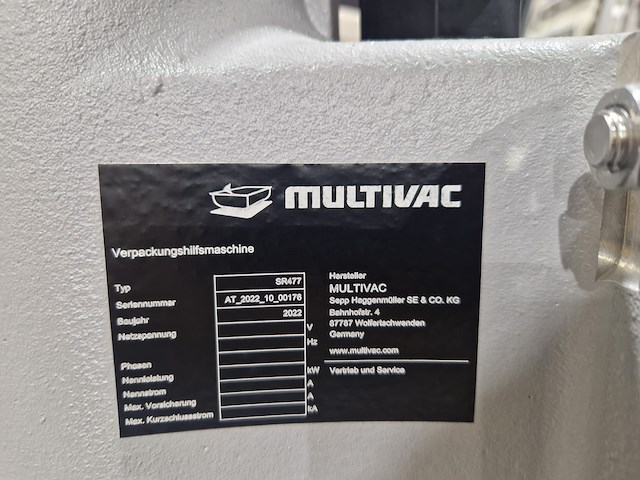 MULTIVAC
Verpackungshilfsmaschine
Typ SR477
Seriennummer AT_2022_10_00176
Baujahr 2022
Netzspannung V
Hz
Phasen
Nennleistung kW
Nennstrom A
Max. Vorsicherung A
Max. Kurzschlussstrom kA
Hersteller
MULTIVAC
Sepp Haggenmüller SE & CO. KG
Bahnhofstr. 4
87787 Wolfertschwenden
Germany
www.multivac.com
Vertrieb und Service